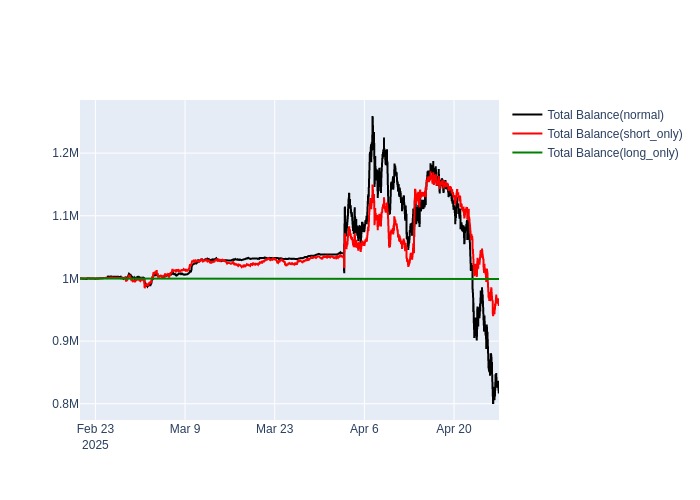 Total Balance(normal)
Total Balance(short_only)
Total Balance(long_only)
1.2M
1.1M
1M
0.9M
0.8M
Feb 23
2025
Mar 9
Mar 23
Apr 6
Apr 20